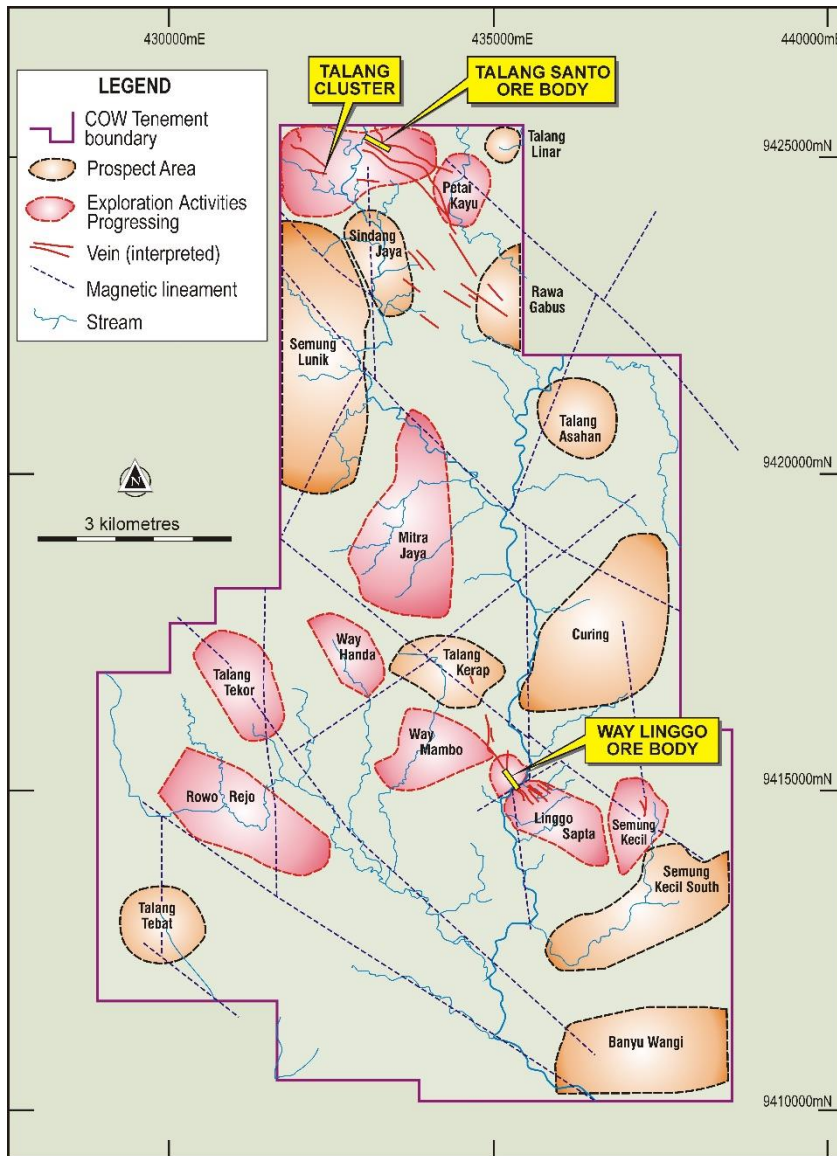 430000mE
435000mE
440000mE
LEGEND
COW Tenement
boundary
Prospect Area
Exploration Activities
Progressing
Vein (interpreted)
Magnetic lineament
Stream
TALANG
CLUSTER
TALANG SANTO
ORE BODY
Talang
Linar
9425000mN
Petai
Kayu
Sindang
Jaya
Rawa
Gabus
Semung
Lunik
Talang
Asahan
9420000mN
N
3 kilometres
Mitra
Jaya
Way
Handa
Talang
Kerap
Curing
Talang
Tekor
Way
Mambo
WAY LINGGO
ORE BODY
9415000mN
Rowo Rejo
Linggo
Sapta
Semung
Kecil
Semung
Kecil South
Talang
Tebat
Banyu Wangi
9410000mN